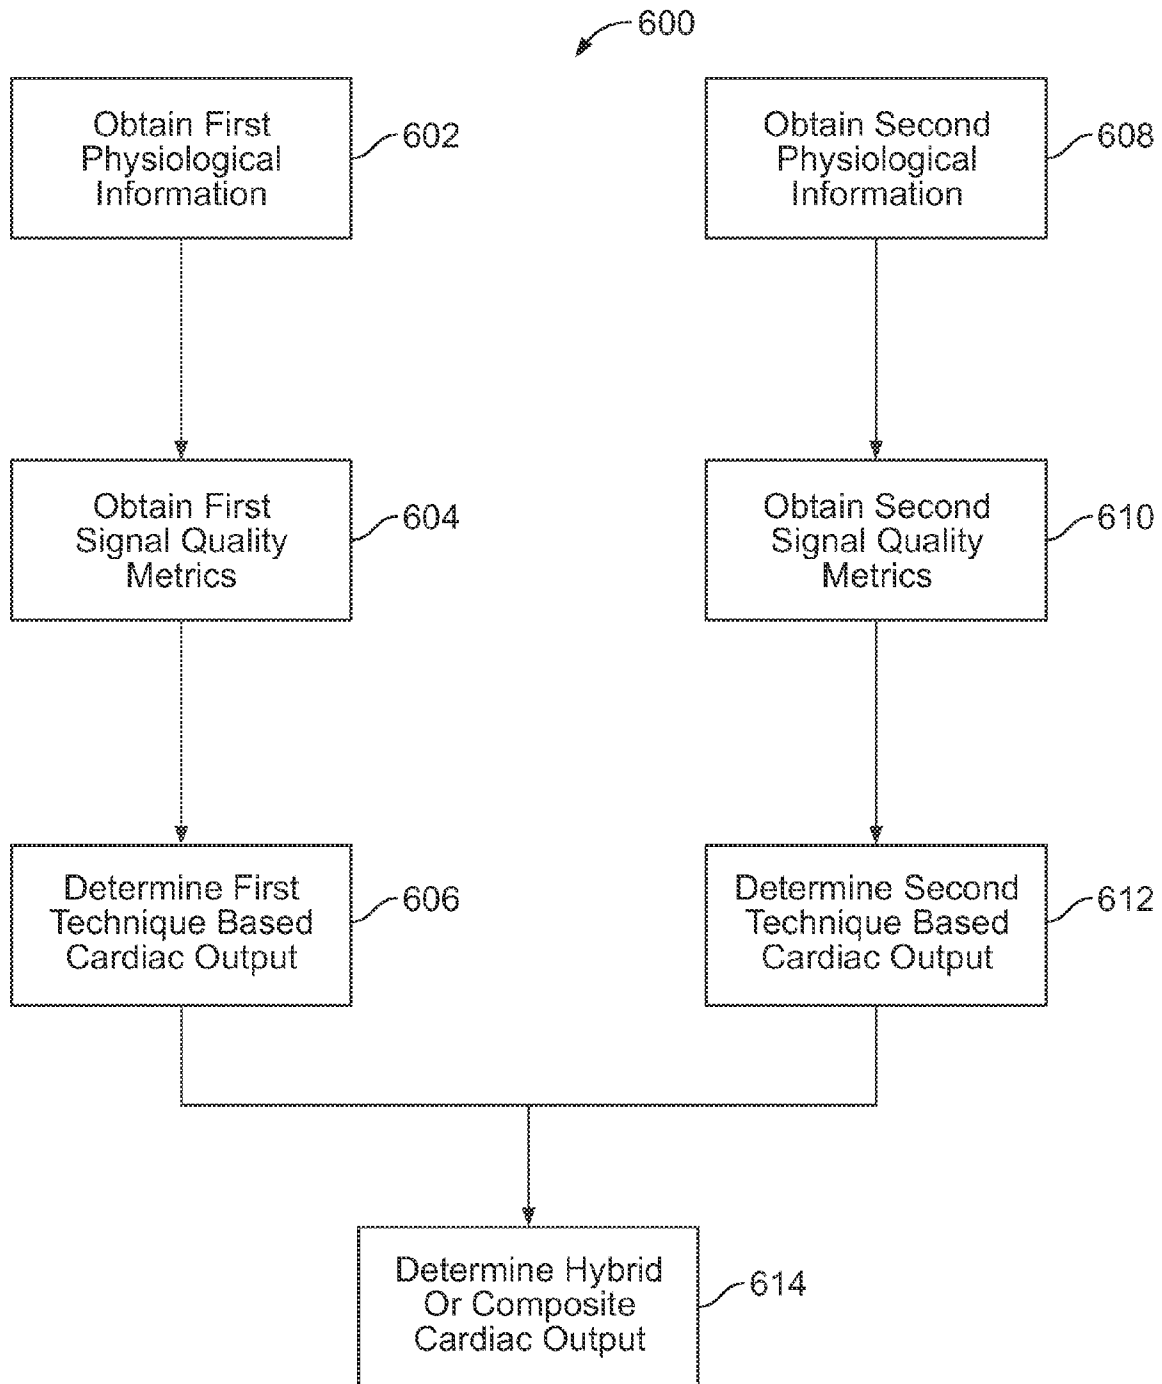 600
Obtain First
Physiological
Information
602
Obtain Second
Physiological
Information
608
Obtain First
Signal Quality
Metrics
604
Obtain Second
Signal Quality
Metrics
610
Determine First
Technique Based
Cardiac Output
606
Determine Second
Technique Based
Cardiac Output
612
Determine Hybrid
Or Composite
Cardiac Output
614